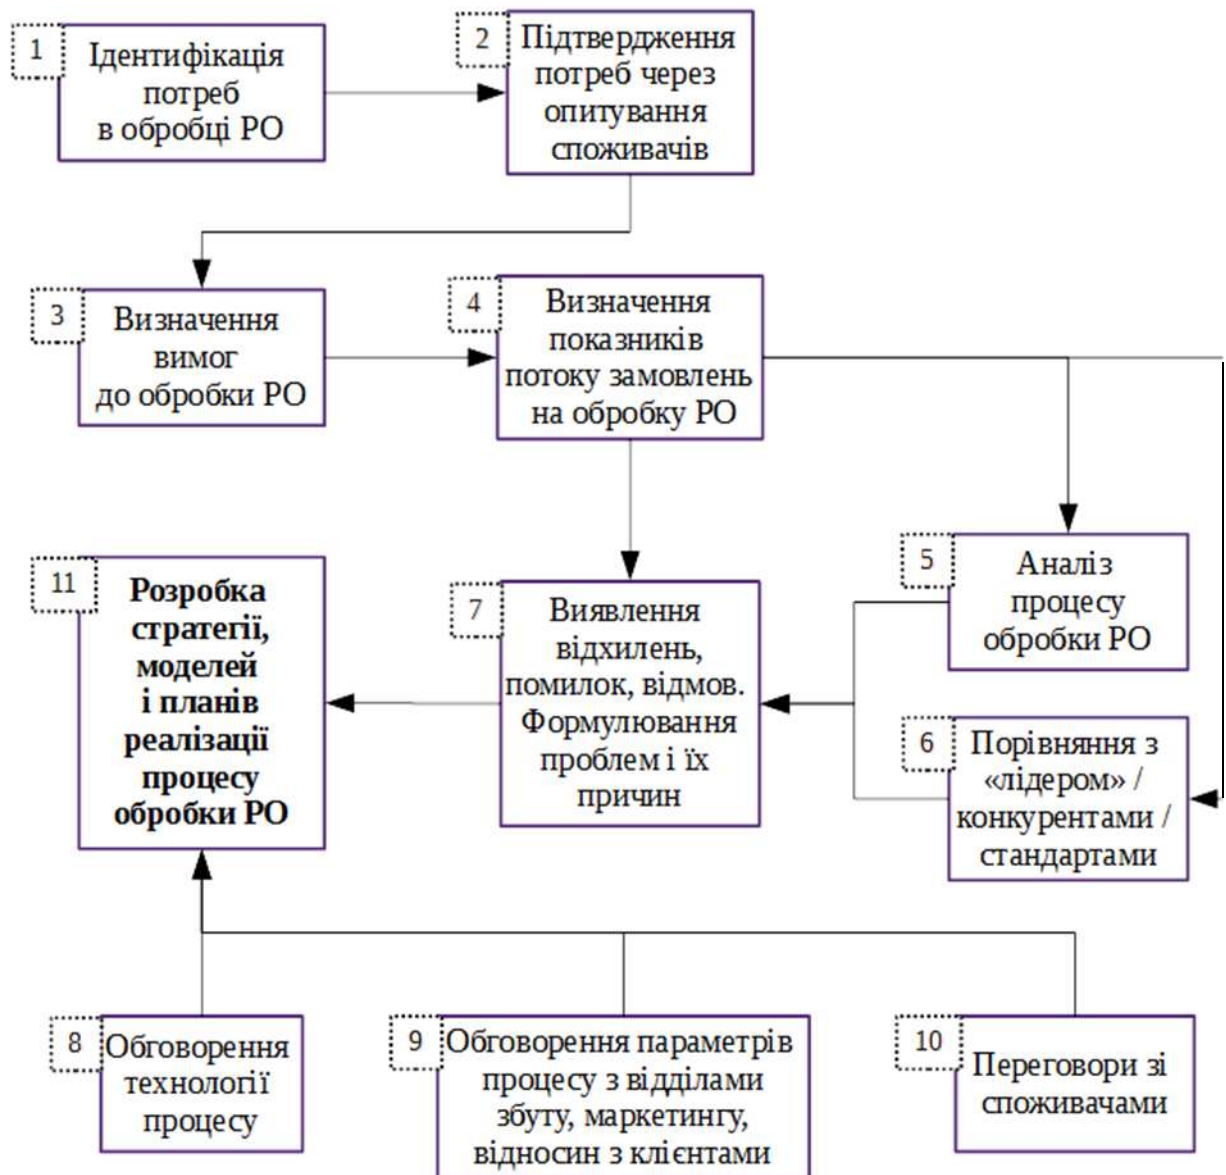 1
Ідентифікація
потреб
в обробці РО
2
Підтвердження
потреб через
опитування
споживачів
3
Визначення
вимог
до обробки РО
4
Визначення
показників
потоку замовлень
на обробку РО
5
Аналіз
процесу
обробки РО
6
Порівняння з
«лідером» /
конкурентами /
стандартами
7
Виявлення
відхилень,
помилок, відмов.
Формулювання
проблем і їх
причин
11
Розробка
стратегії,
моделей
і планів
реалізації
процесу
обробки РО
8
Обговорення
технології
процесу
9
Обговорення параметрів
процесу з відділами
збуту, маркетингу,
відносин з клієнтами
10
Переговори зі
споживачами